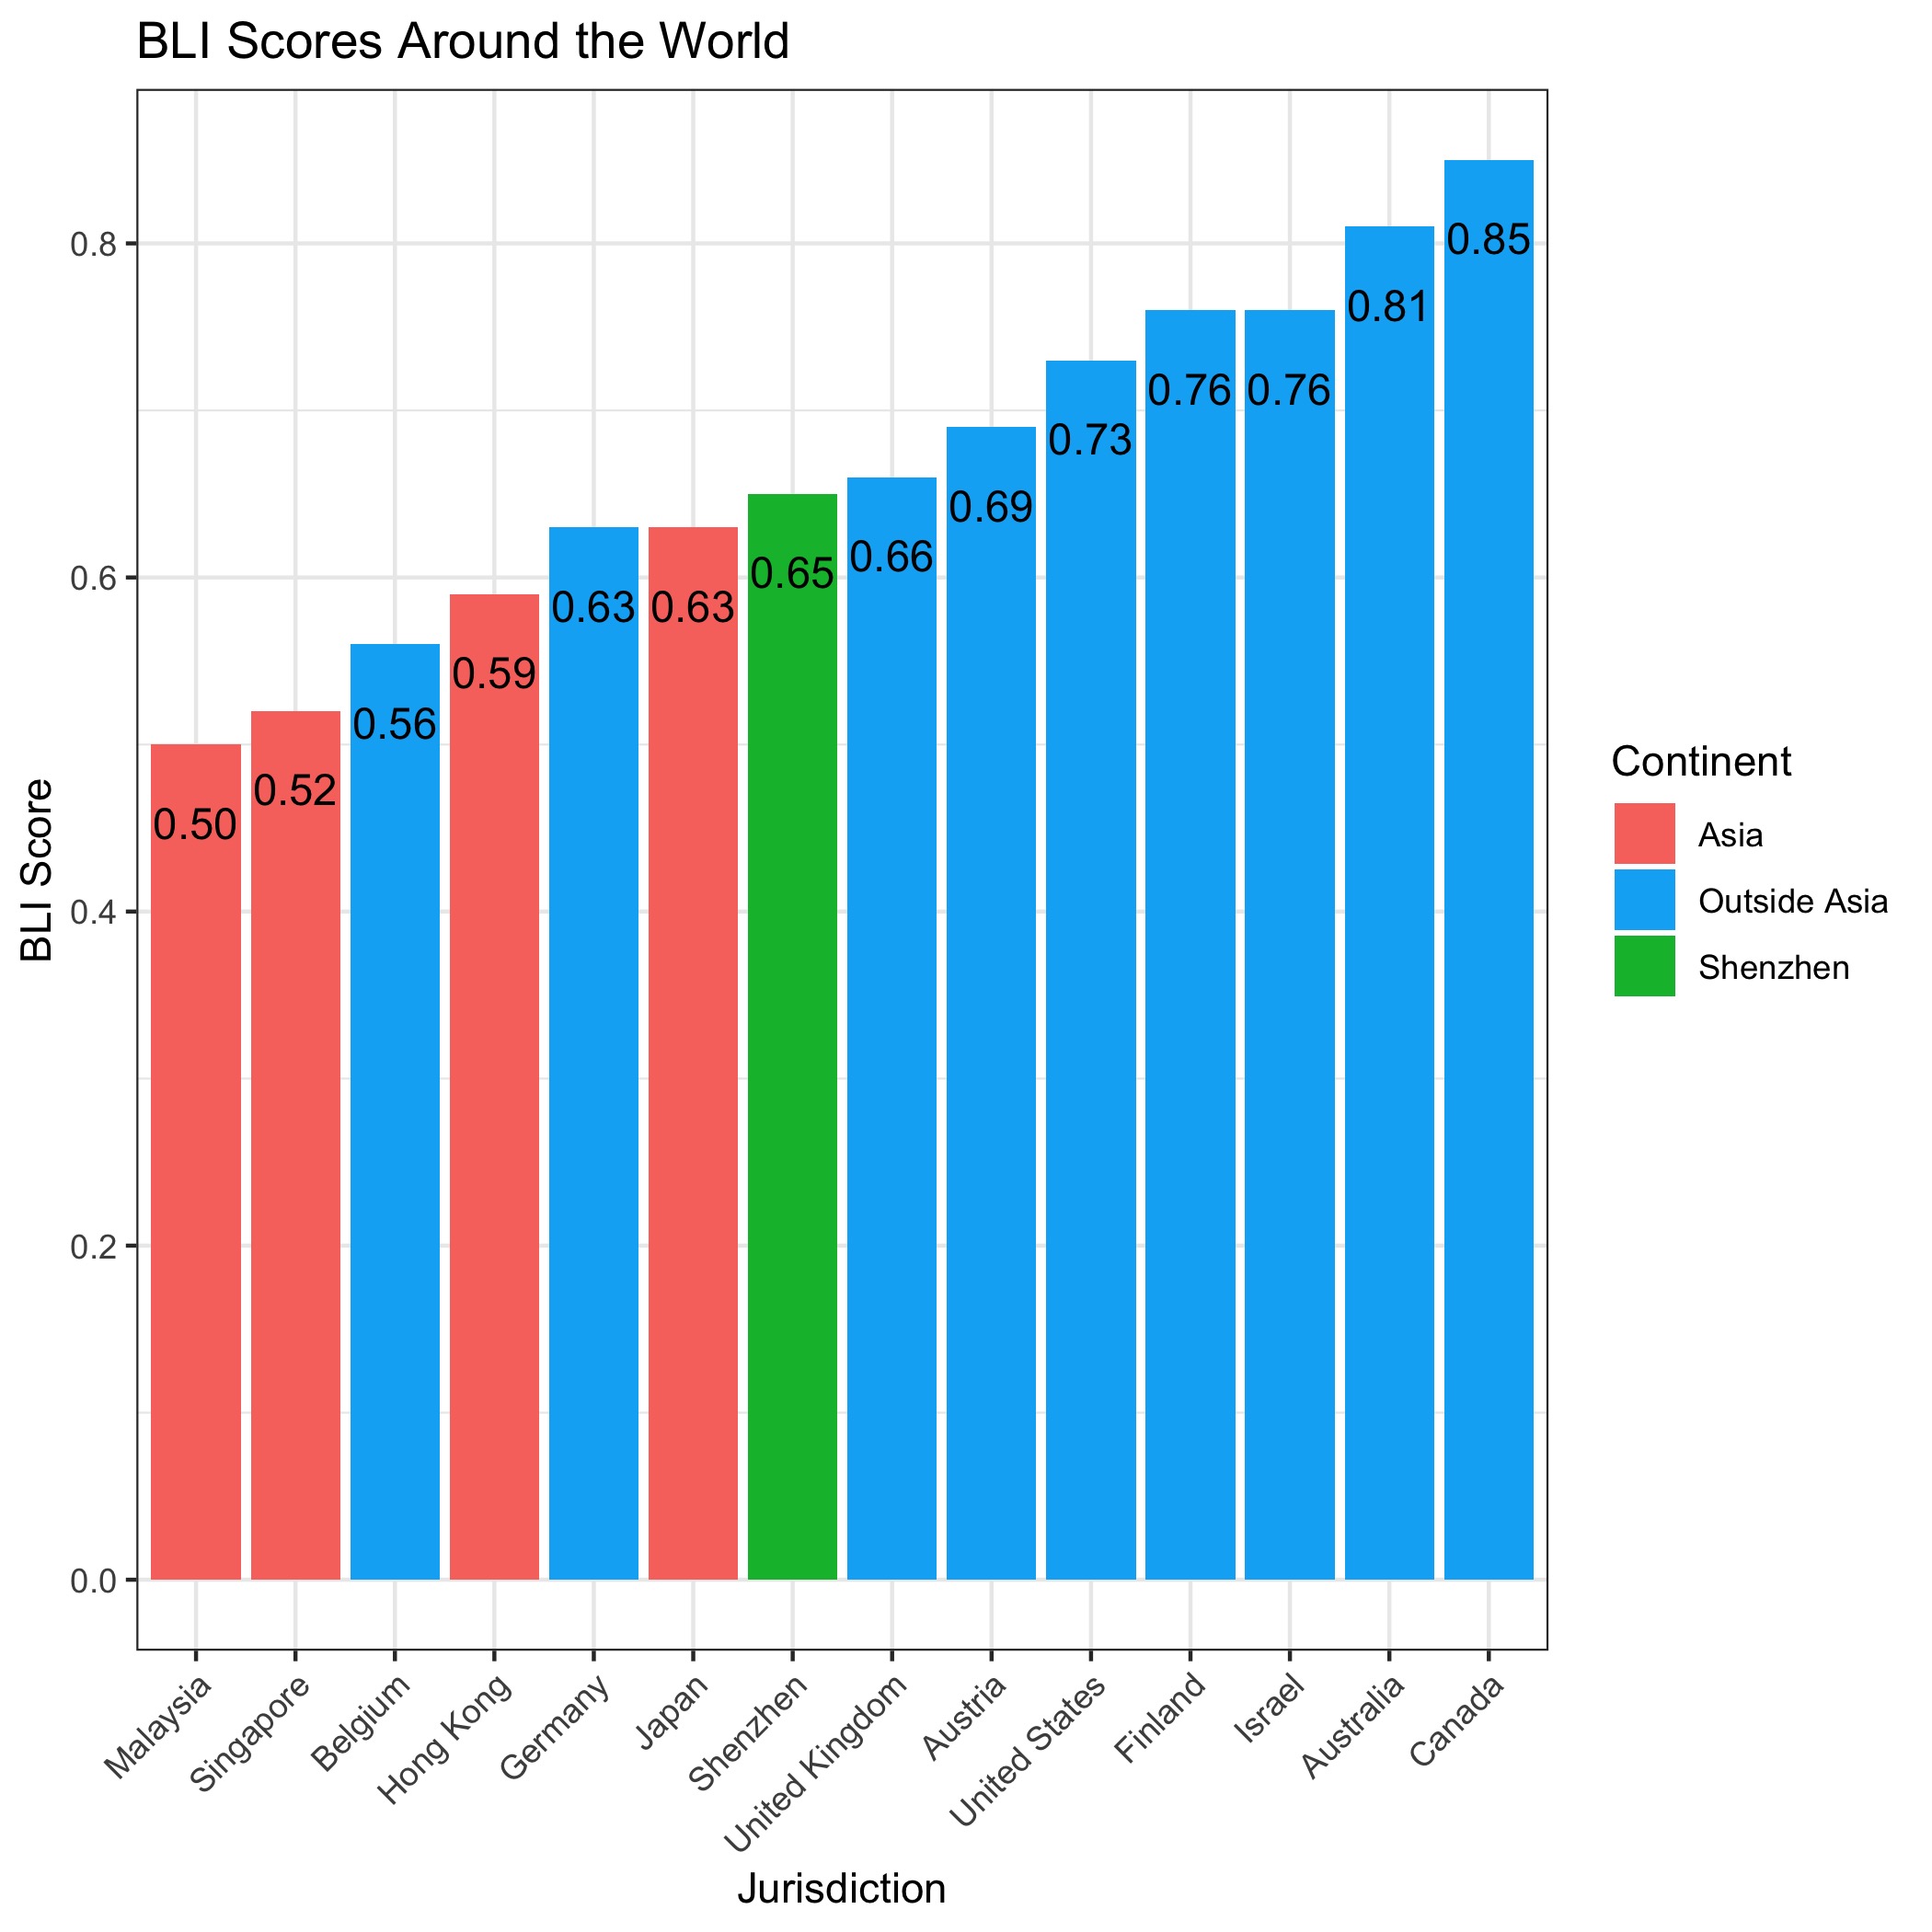 BLI Scores Around the World
BLI Score
0.8
0.6
0.4
0.2
0.0
0.50
0.52
0.56
0.59
0.63
0.63
0.65
0.66
0.69
0.73
0.76
0.76
0.81
0.85
Malaysia
Singapore
Belgium
Hong Kong
Germany
Japan
Shenzhen
United Kingdom
Austria
United States
Finland
Israel
Australia
Canada
Jurisdiction
Continent
Asia
Outside Asia
Shenzhen